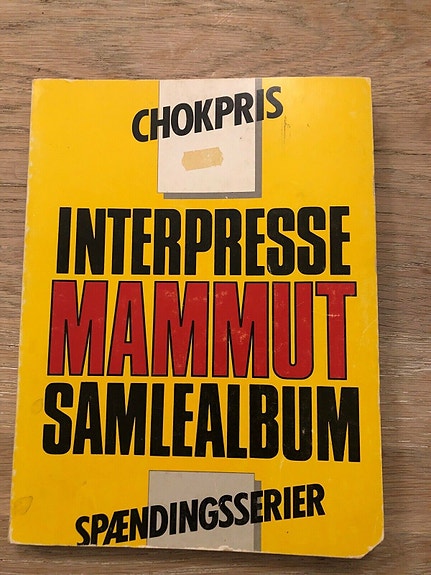 CHOKPRIS
INTERPRESSE
MAMMUT
SAMLEALBUM
SPÆNDINGSSERIER